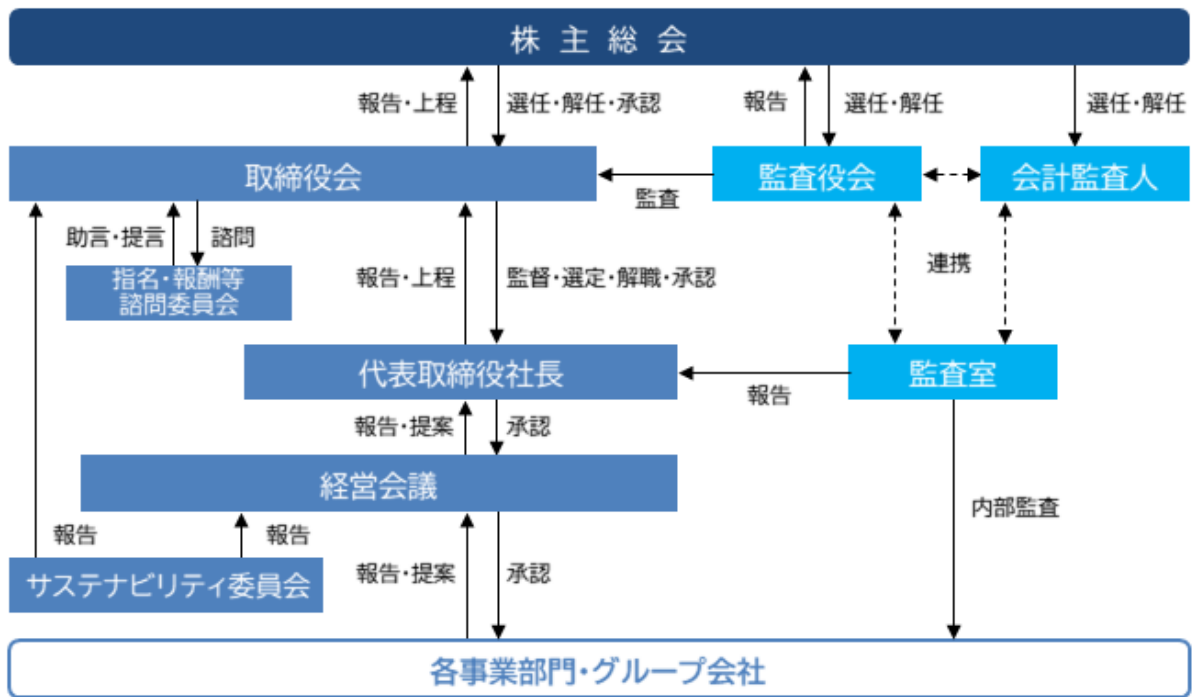 株主総会
報告・上程
選任・解任・承認
報告
選任・解任
選任・解任
取締役会
監査役会
会計監査人
監査
助言・提言
諮問
指名・報酬等
諮問委員会
報告・上程
監督・選定・解職・承認
連携
代表取締役社長
監査室
報告
報告・提案
承認
経営会議
内部監査
報告
報告
サステナビリティ委員会
報告・提案
承認
各事業部門・グループ会社